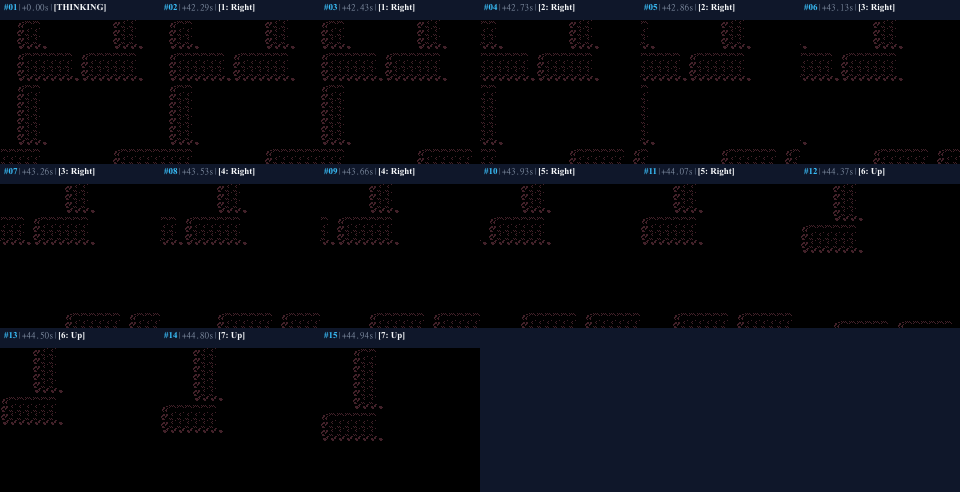 #01 | +0.00s | [THINKING]
#02 | +42.29s | [1: Right]
#03 | +42.43s | [1: Right]
#04 | +42.73s | [2: Right]
#05 | +42.86s | [2: Right]
#06 | +43.13s | [3: Right]
#07 | +43.26s | [3: Right]
#08 | +43.53s | [4: Right]
#09 | +43.66s | [4: Right]
#10 | +43.93s | [5: Right]
#11 | +44.07s | [5: Right]
#12 | +44.37s | [6: Up]
#13 | +44.50s | [6: Up]
#14 | +44.80s | [7: Up]
#15 | +44.94s | [7: Up]